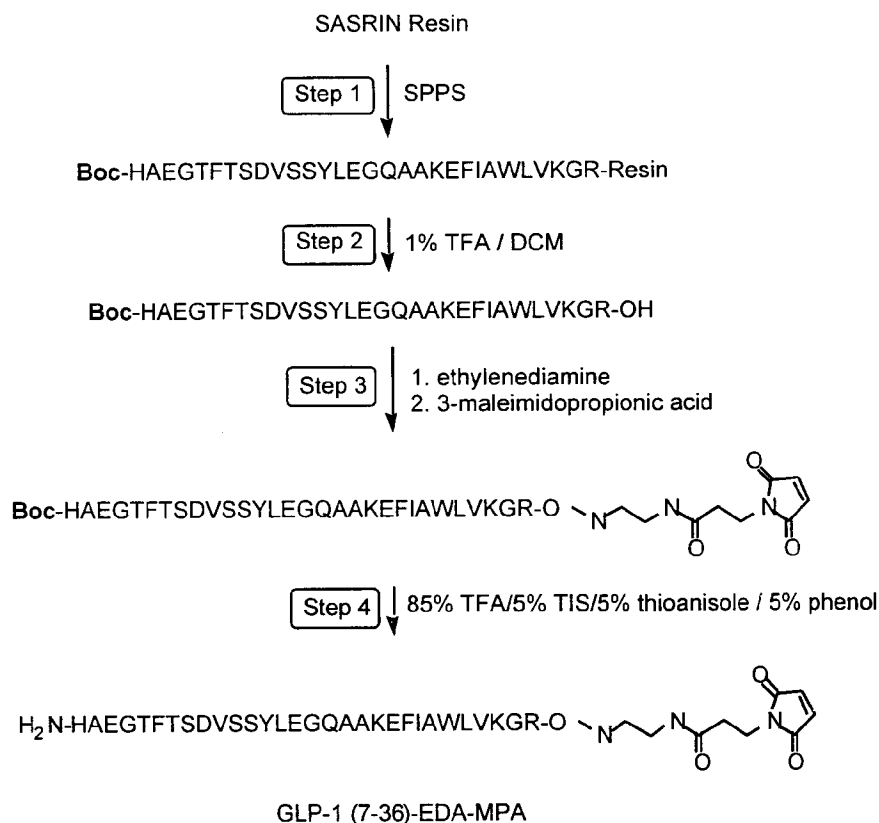 SASRIN Resin
Step 1 SPPS
Boc-HAEGTFTSDVSSYLEGQAAKEFIAWLVKGR-Resin
Step 2 1% TFA / DCM
Boc-HAEGTFTSDVSSYLEGQAAKEFIAWLVKGR-OH
Step 3 1. ethylenediamine
2. 3-maleimidopropionic acid
O
Boc-HAEGTFTSDVSSYLEGQAAKEFIAWLVKGR-O N N N
O O
Step 4 85% TFA/5% TIS/5% thioanisole / 5% phenol
O
H2N-HAEGTFTSDVSSYLEGQAAKEFIAWLVKGR-O N N N
O O
GLP-1 (7-36)-EDA-MPA